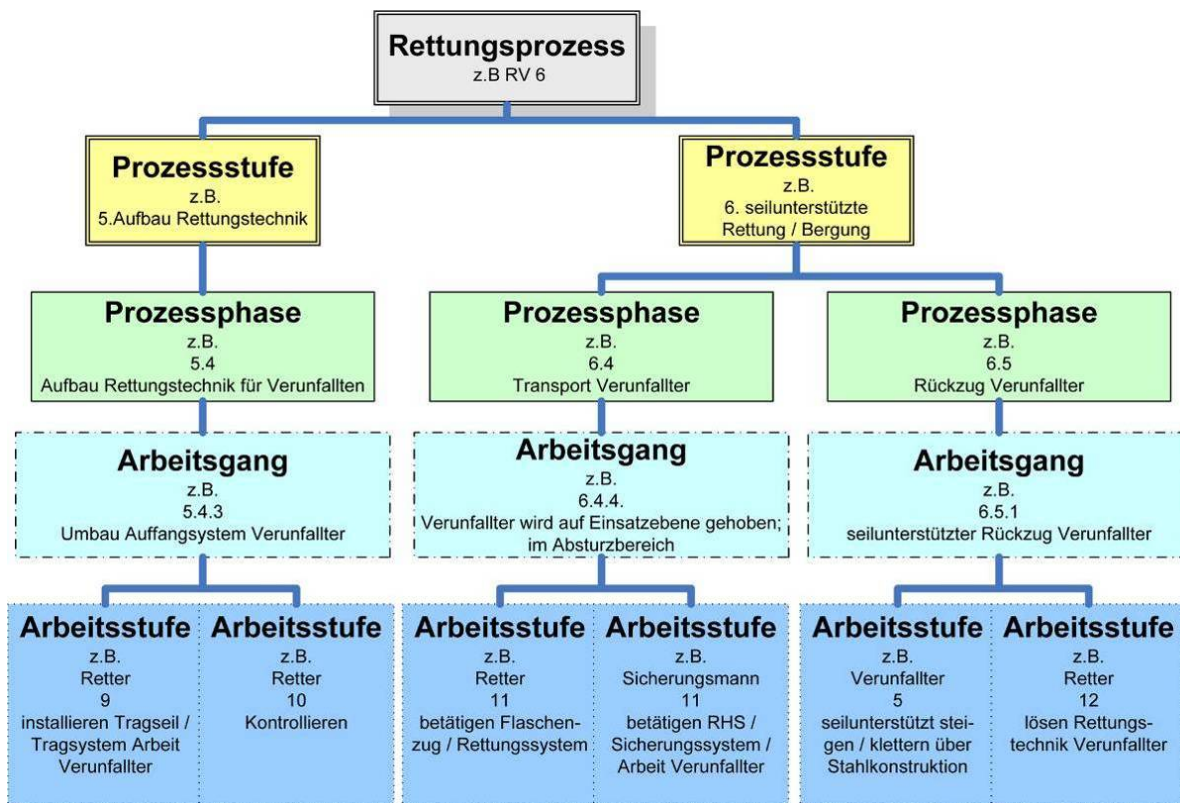 Rettungsprozess
z.B RV 6
Prozessstufe
z.B.
5.Aufbau Rettungstechnik
Prozessstufe
z.B.
6. seilunterstützte
Rettung / Bergung
Prozessphase
z.B.
5.4
Aufbau Rettungstechnik für Verunfallten
Prozessphase
z.B.
6.4
Transport Verunfallter
Prozessphase
z.B.
6.5
Rückzug Verunfallter
Arbeitsgang
z.B.
5.4.3
Umbau Auffangsystem Verunfallter
Arbeitsgang
z.B.
6.4.4.
Verunfallter wird auf Einsatzebene gehoben;
im Absturzbereich
Arbeitsgang
z.B.
6.5.1
seilunterstützter Rückzug Verunfallter
Arbeitsstufe
z.B.
Retter
9
installieren Tragseil /
Tragsystem Arbeit
Verunfallter
Arbeitsstufe
z.B.
Retter
10
Kontrollieren
Arbeitsstufe
z.B.
Retter
11
betätigen Flaschen-
zug / Rettungssystem
Arbeitsstufe
z.B.
Sicherungsmann
11
betätigen RHS /
Sicherungssystem /
Arbeit Verunfallter
Arbeitsstufe
z.B.
Verunfallter
5
seilunterstützt stei-
gen / klettern über
Stahlkonstruktion
Arbeitsstufe
z.B.
Retter
12
lösen Rettungs-
technik Verunfallter